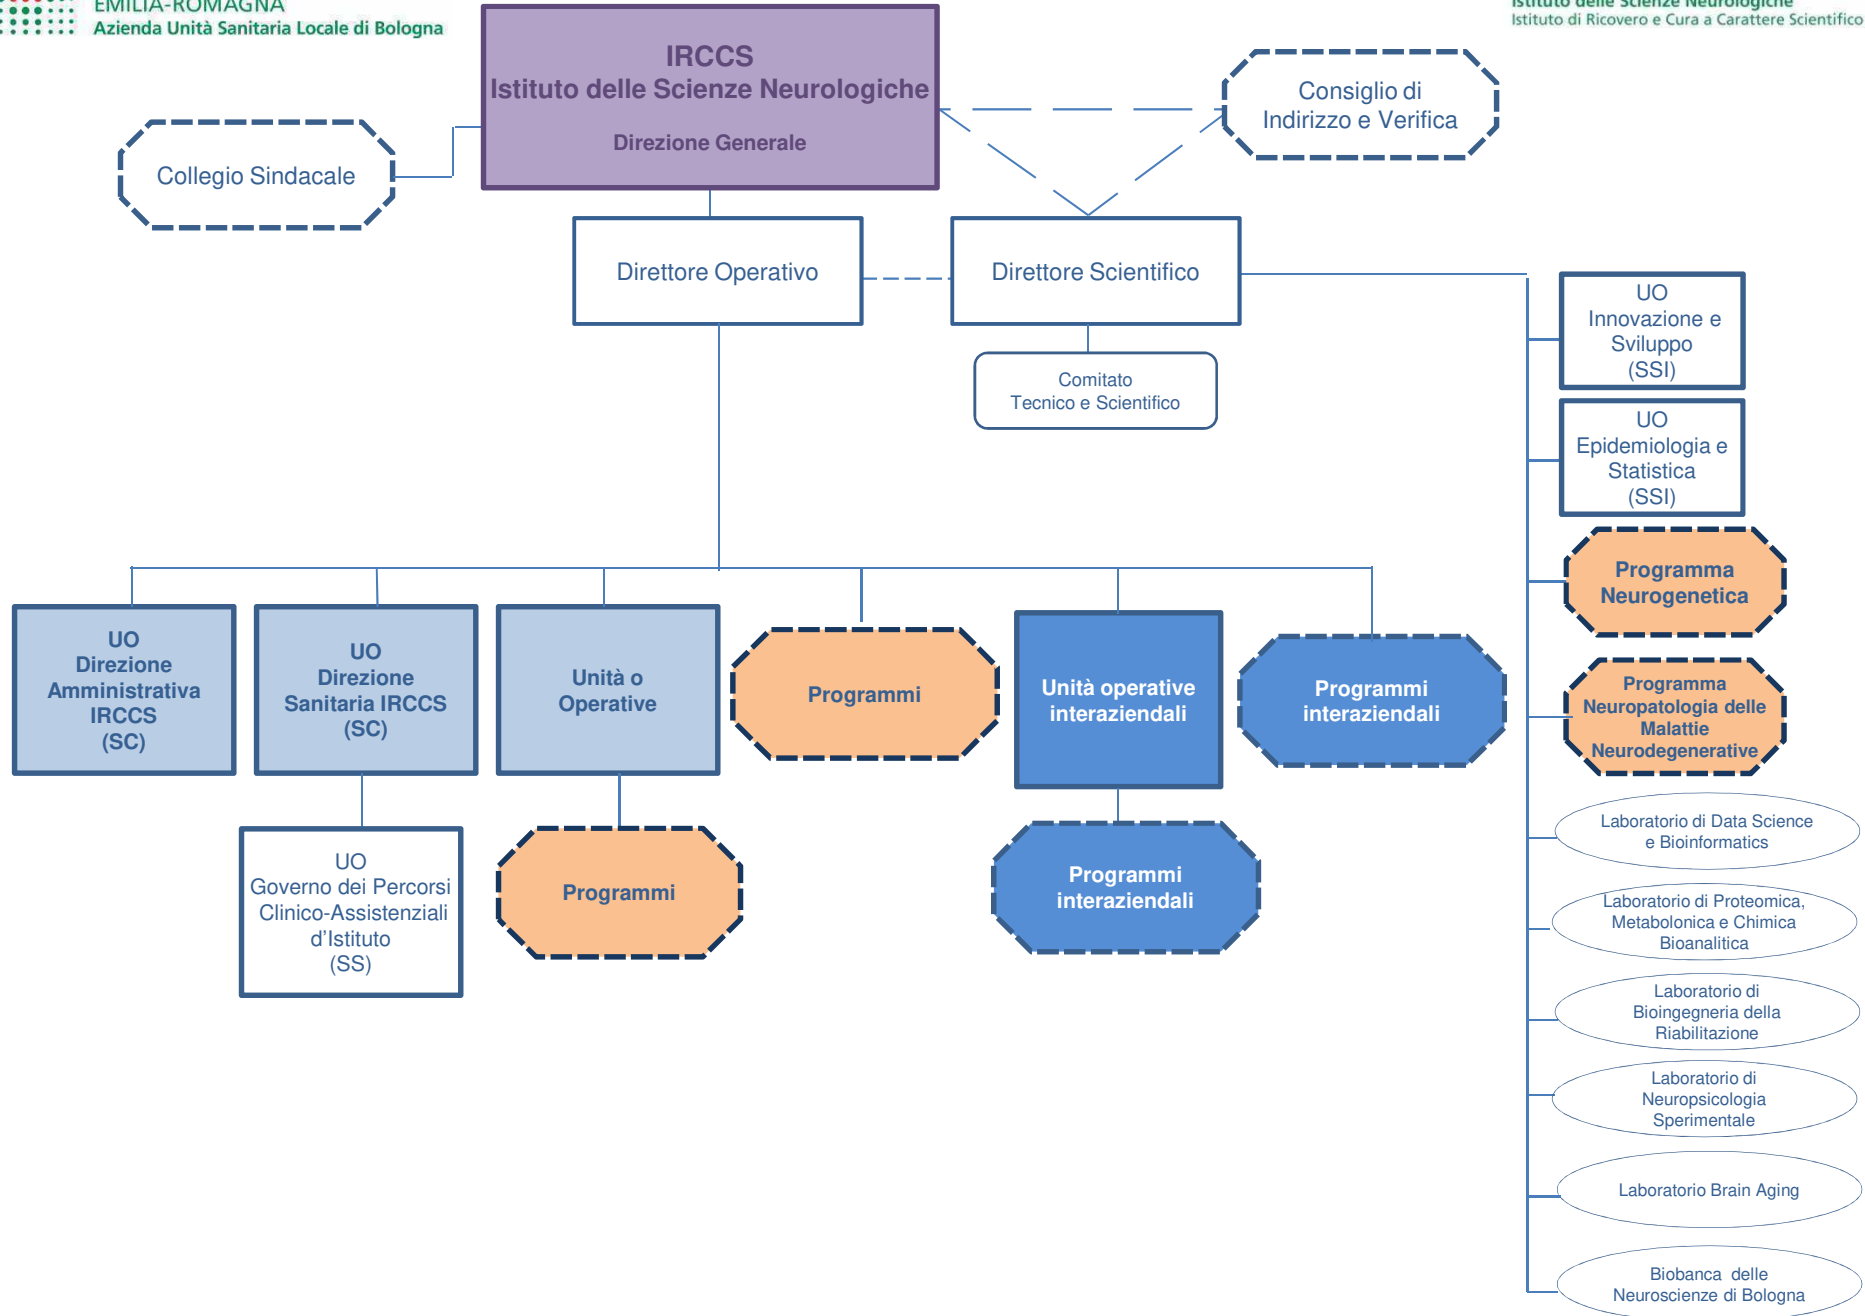 EMILIA-ROMAGNA
Azienda Unità Sanitaria Locale di Bologna
Istituto delle Scienze Neurologiche
Istituto di Ricovero e Cura a Carattere Scientifico
IRCCS
Istituto delle Scienze Neurologiche
Direzione Generale
Consiglio di
Indirizzo e Verifica
Collegio Sindacale
Direttore Operativo
Direttore Scientifico
Comitato
Tecnico e Scientifico
UO
Innovazione e
Sviluppo
(SSI)
UO
Epidemiologia e
Statistica
(SSI)
Programma
Neurogenetica
Programma
Neuropatologia delle
Malattie
Neurodegenerative
Laboratorio di Data Science
e Bioinformatics
Laboratorio di Proteomica,
Metabolonica e Chimica
Bioanalitica
Laboratorio di
Bioingegneria della
Riabilitazione
Laboratorio di
Neuropsicologia
Sperimentale
Laboratorio Brain Aging
Biobanca delle
Neuroscienze di Bologna
UO
Direzione
Amministrativa
IRCCS
(SC)
UO
Direzione
Sanitaria IRCCS
(SC)
Unità o
Operative
Programmi
Unità operative
interaziendali
Programmi
interaziendali
UO
Governo dei Percorsi
Clinico-Assistenziali
d'Istituto
(SS)
Programmi
Programmi
interaziendali